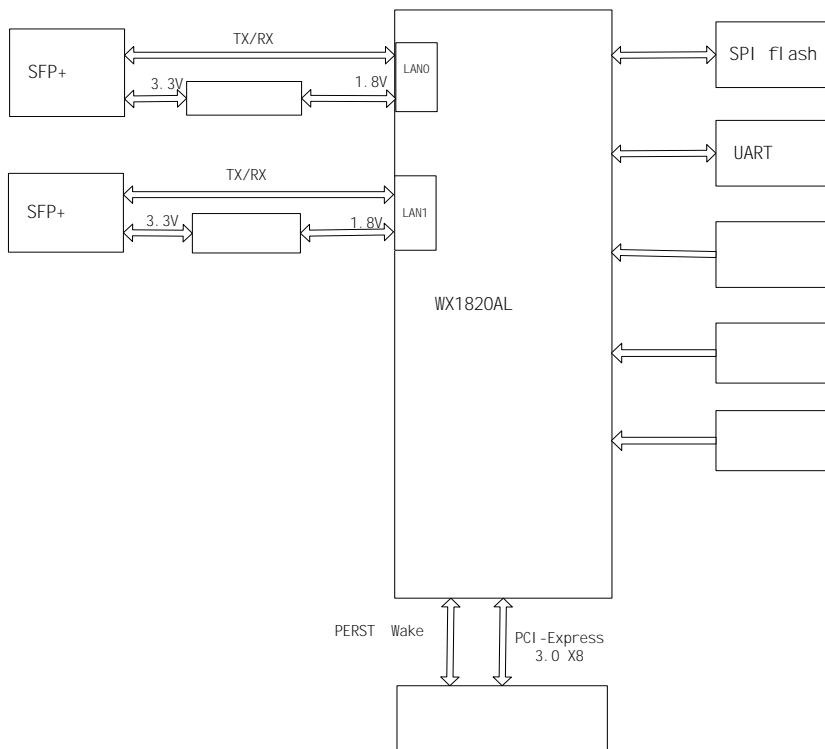 TX/RX
SFP+
LAN0
3.3V
1.8V
SPI flash
UART
TX/RX
SFP+
LAN1
3.3V
1.8V
WX1820AL
PERST Wake
PCI-Express
3.0 X8